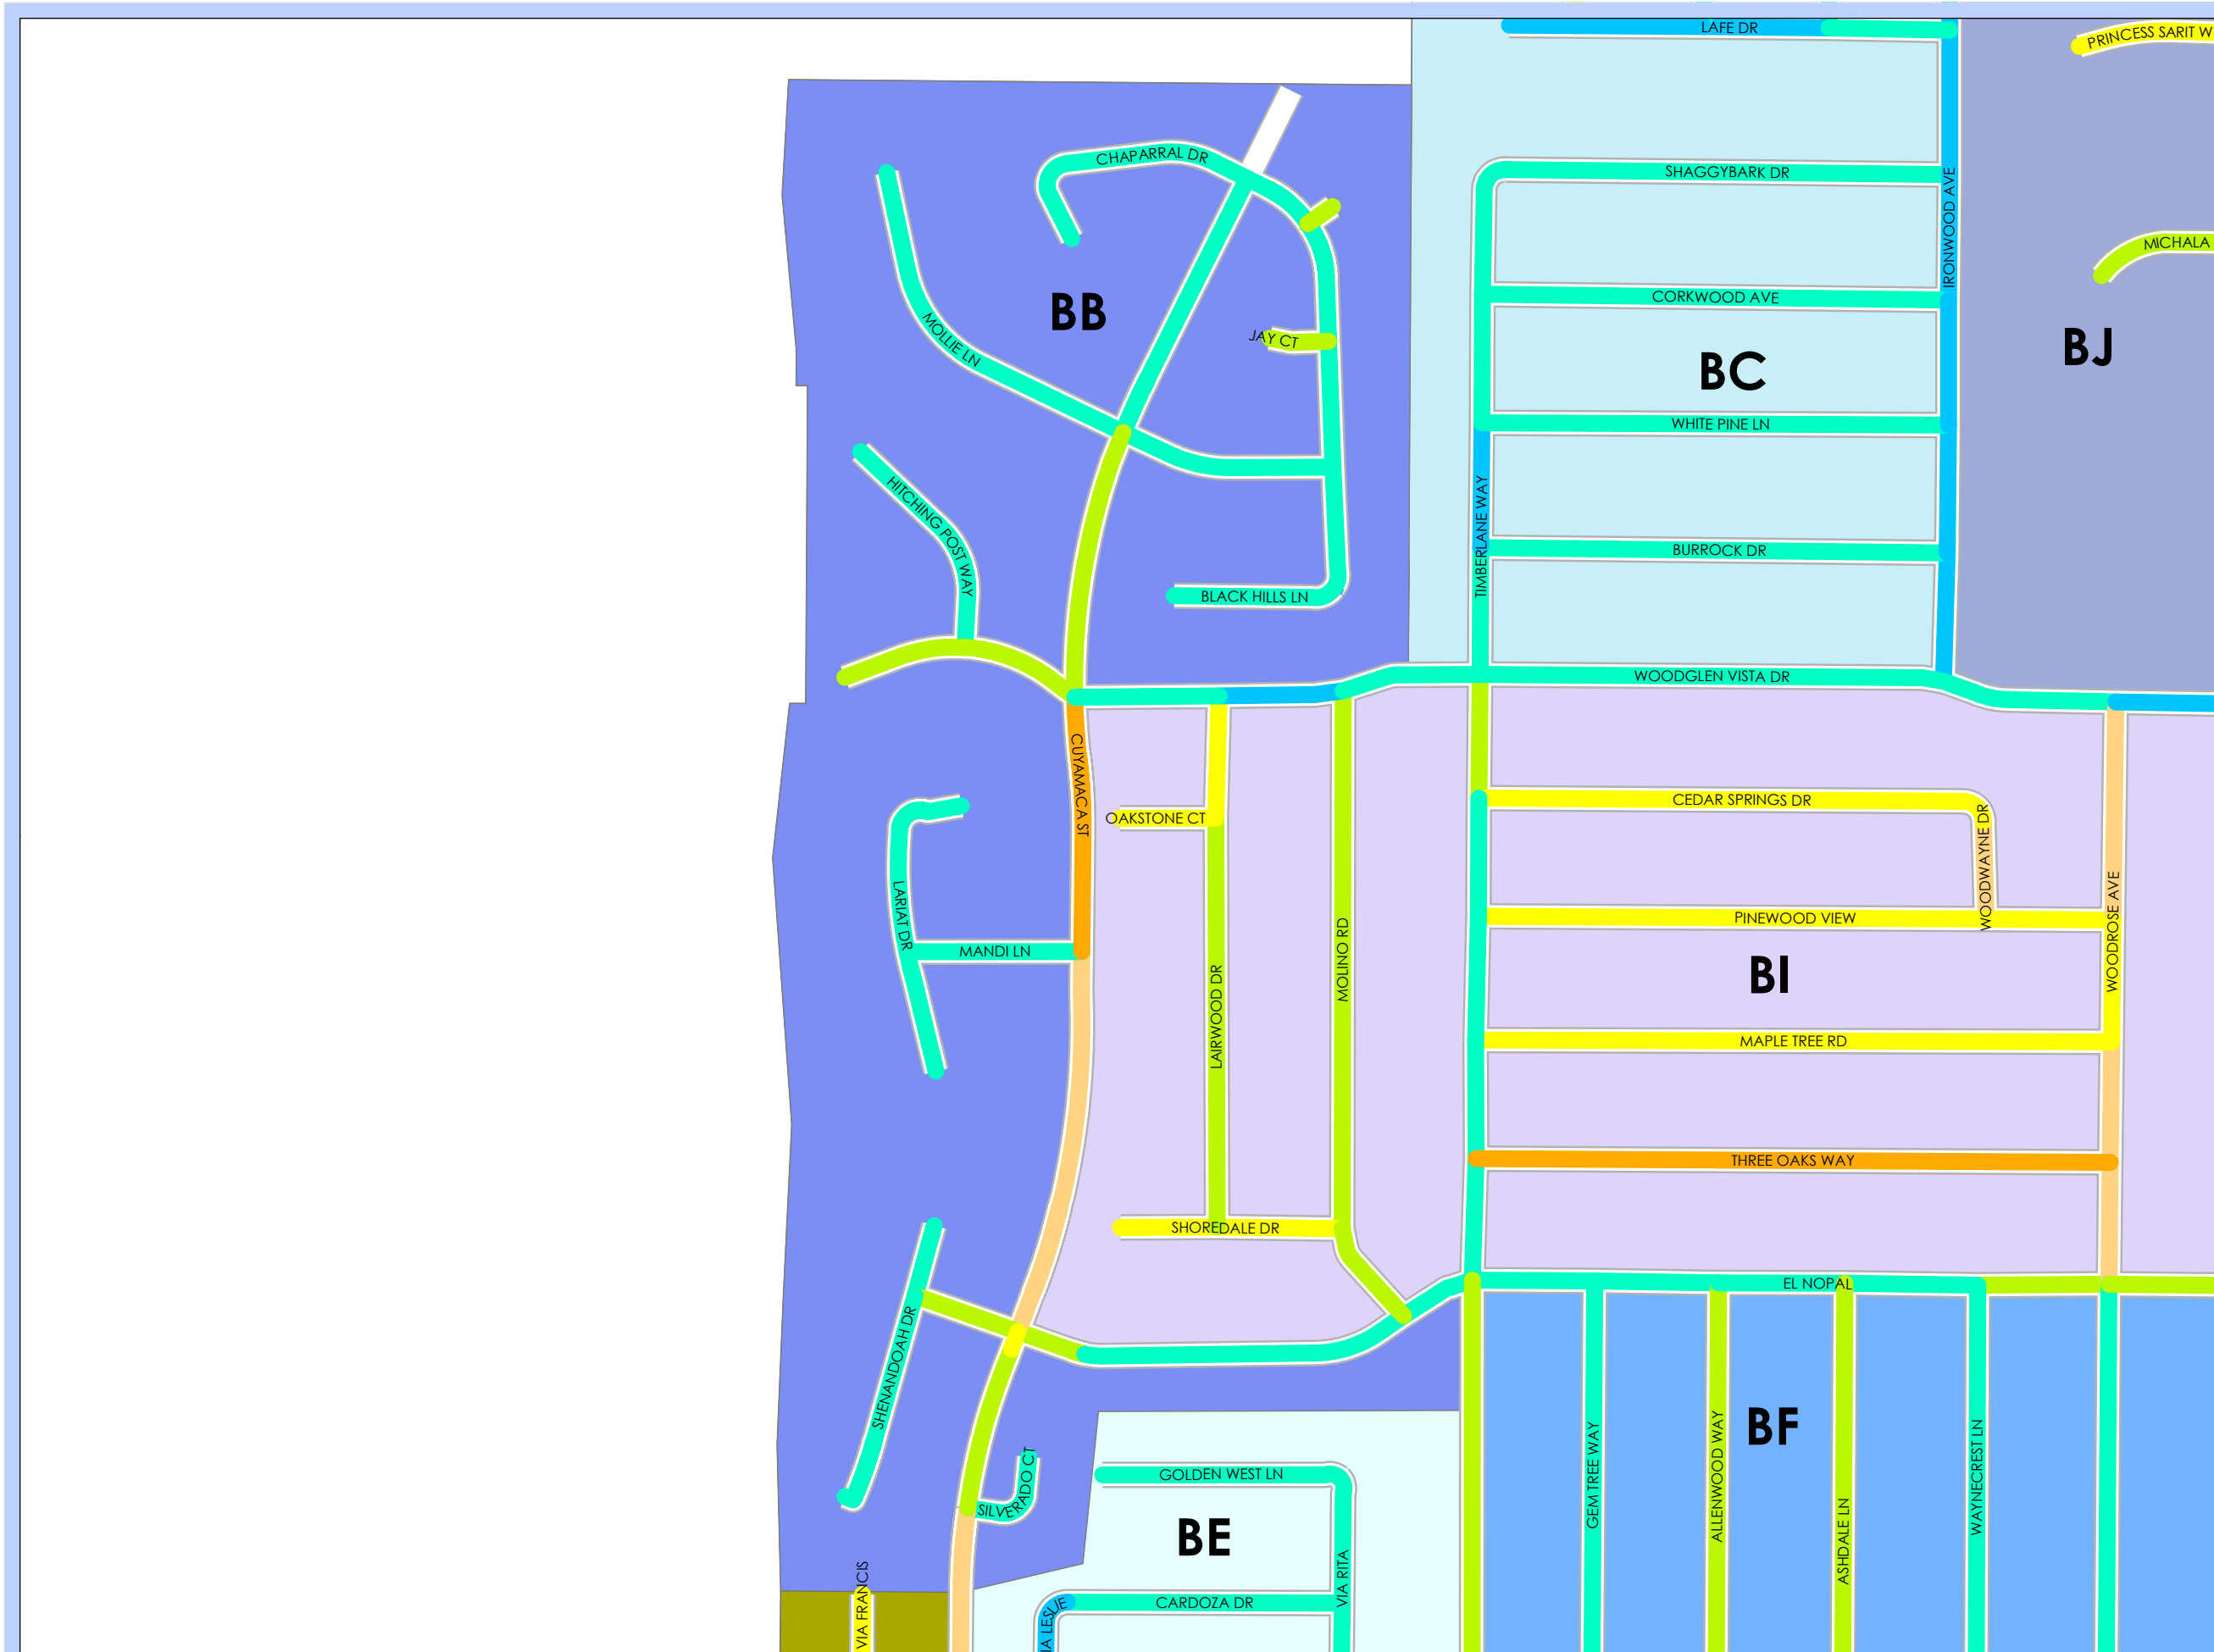 LAFE DR
PRINCESS SARIT W
CHAPARRAL DR
SHAGGYBARK DR
IRONWOOD AVE
MICHALA
BB
CORKWOOD AVE
MOLLIE LN
JAY CT
BJ
BC
WHITE PINE LN
HITCHING POST WAY
TIMBERLANE WAY
BURROCK DR
BLACK HILLS LN
WOODGLEN VISTA DR
CUYAMACA ST
CEDAR SPRINGS DR
OAKSTONE CT
WOODWAYNE DR
LARIAT DR
PINEWOOD VIEW
WOODROSE AVE
MANDI LN
MOLINO RD
BI
LAIRWOOD DR
MAPLE TREE RD
THREE OAKS WAY
SHOREDALE DR
EL NOPAL
SHENANDOAH DR
BF
GOLDEN WEST LN
GEM TREE WAY
ALLENWOOD WAY
ASHDALE LN
WAYNECREST LN
SILVERADO CT
BE
VIA RITA
VIA FRANCIS
IA LESLIE
CARDOZA DR